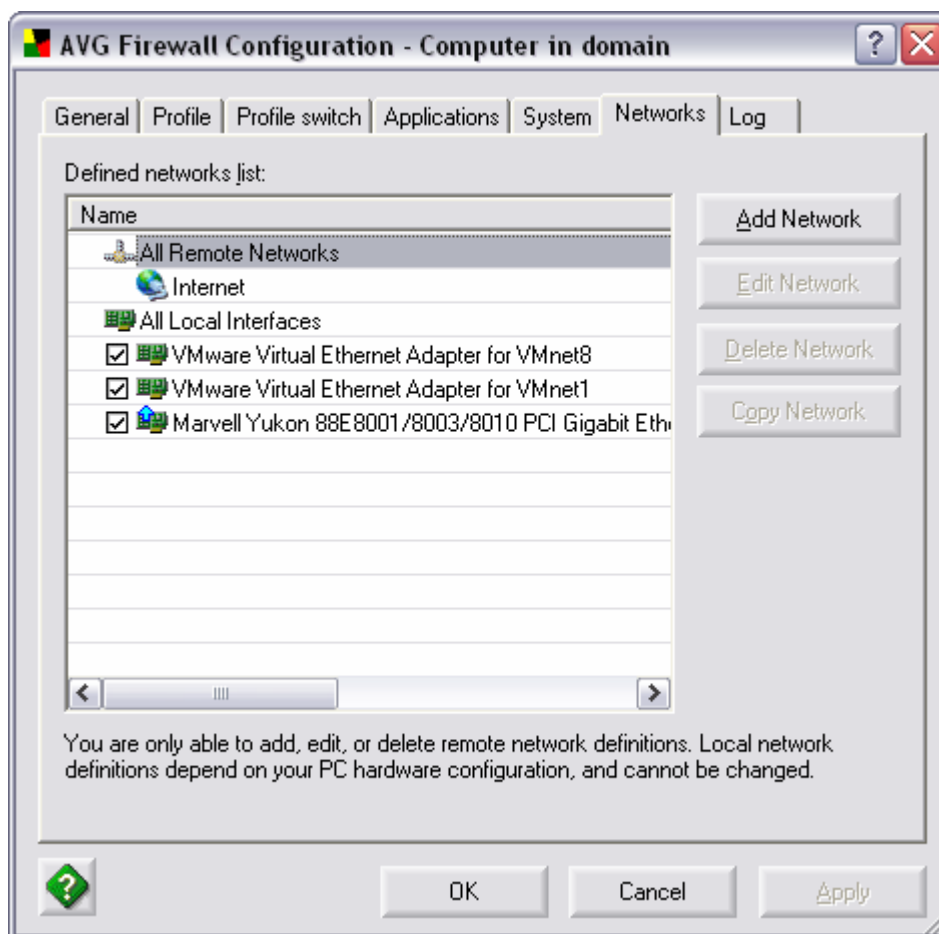 AVG Firewall Configuration - Computer in domain
General Profile Profile switch Applications System Networks Log
Defined networks list:
Name
All Remote Networks
Internet
All Local Interfaces
VMware Virtual Ethernet Adapter for VMnet8
VMware Virtual Ethernet Adapter for VMnet1
Marvell Yukon 88E8001/8003/8010 PCI Gigabit Eth
Add Network
Edit Network
Delete Network
Copy Network
You are only able to add, edit, or delete remote network definitions. Local network
definitions depend on your PC hardware configuration, and cannot be changed.
OK Cancel Apply